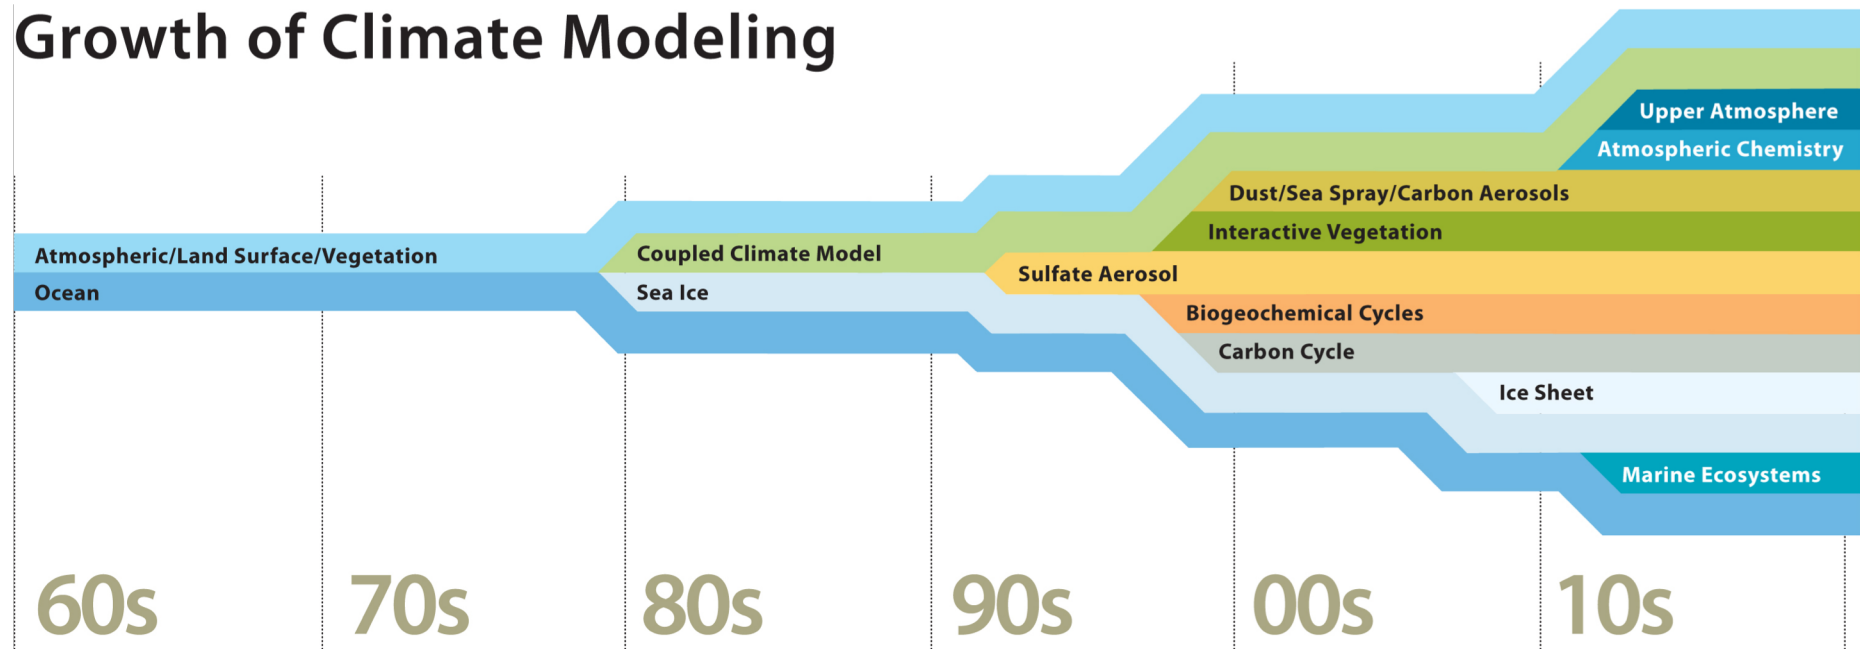 Growth of Climate Modeling
Upper Atmosphere
Atmospheric Chemistry
Dust/Sea Spray/Carbon Aerosols
Interactive Vegetation
Atmospheric/Land Surface/Vegetation
Coupled Climate Model
Sulfate Aerosol
Ocean
Sea Ice
Biogeochemical Cycles
Carbon Cycle
Ice Sheet
Marine Ecosystems
60s
70s
80s
90s
00s
10s